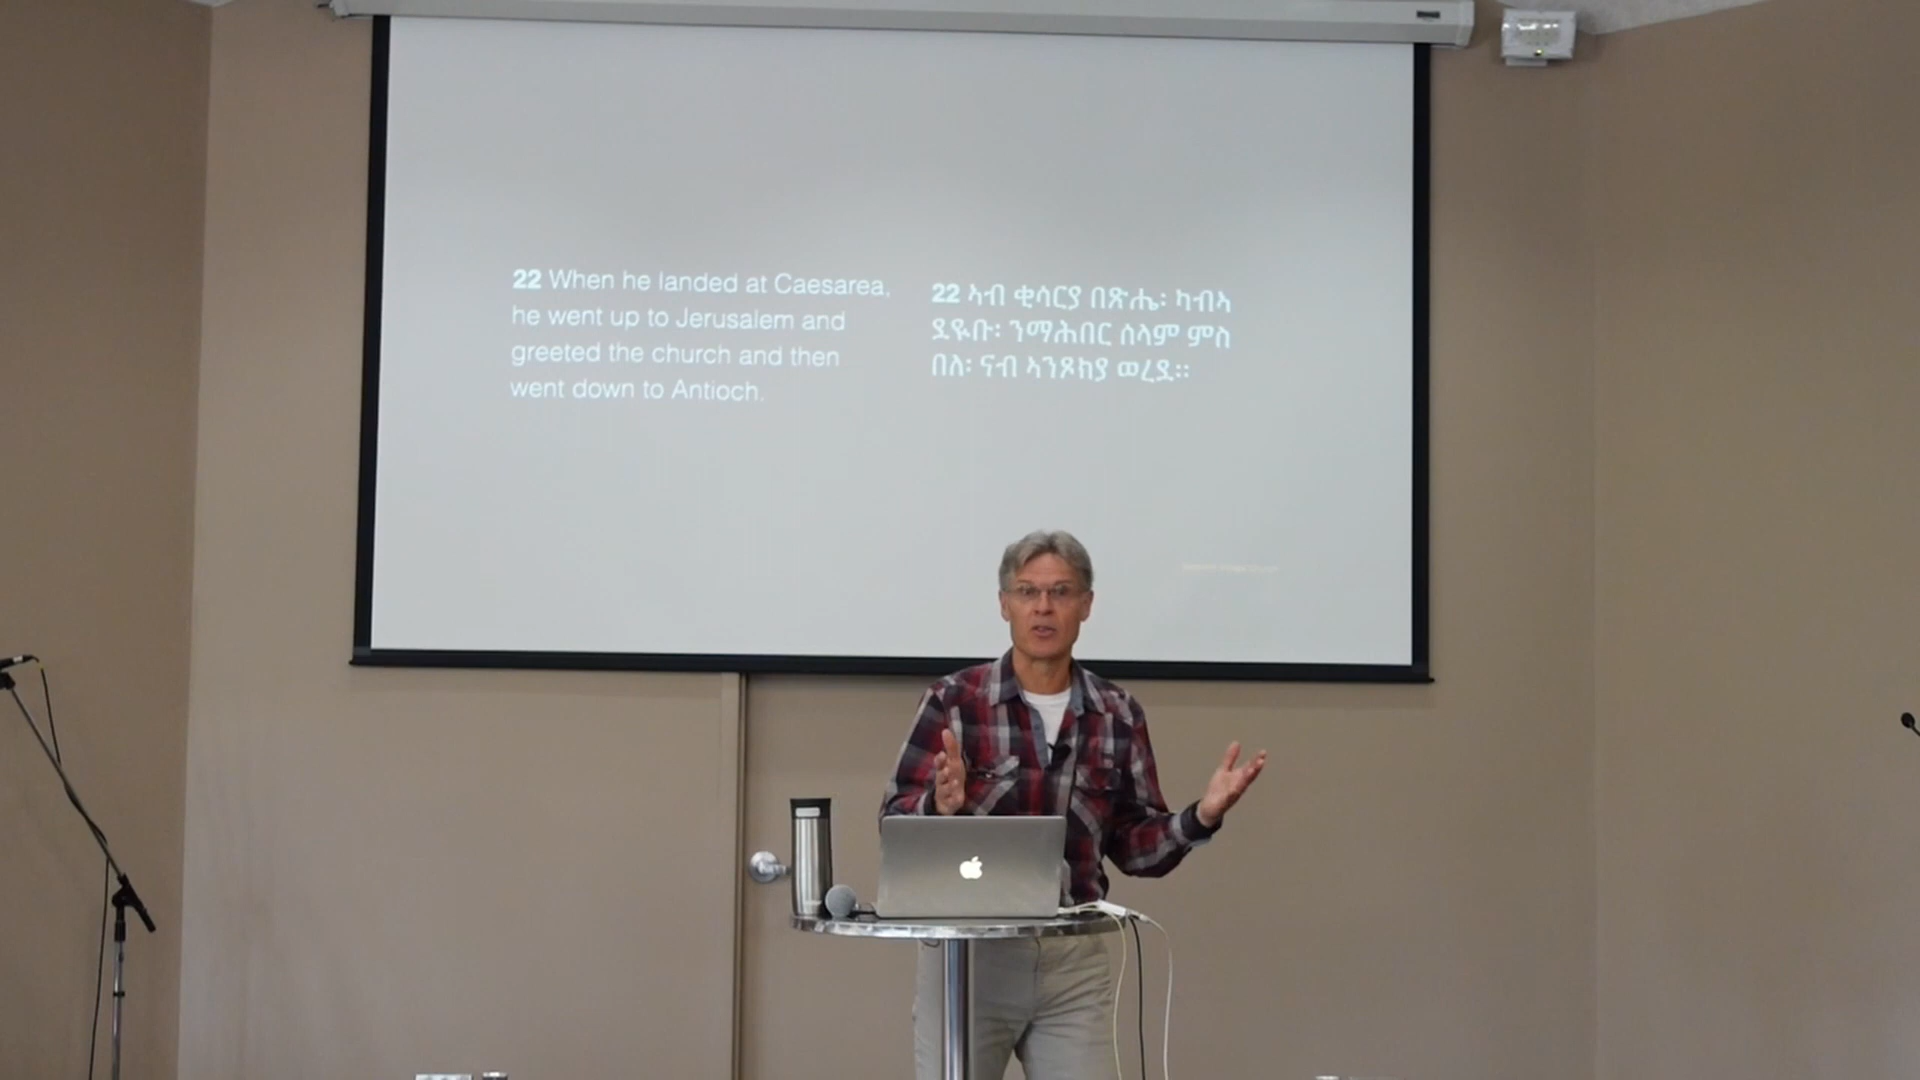 22 When he landed at Caesarea,
he went up to Jerusalem and
greeted the church and then
went down to Antioch.
22 ኣብ ቂሳርያ በጽሔ፡ ካብኣ
ደዪቡ፡ ንማሕበር ሰላም ምስ
በለ፡ ናብ ኣንጾክያ ወረደ።